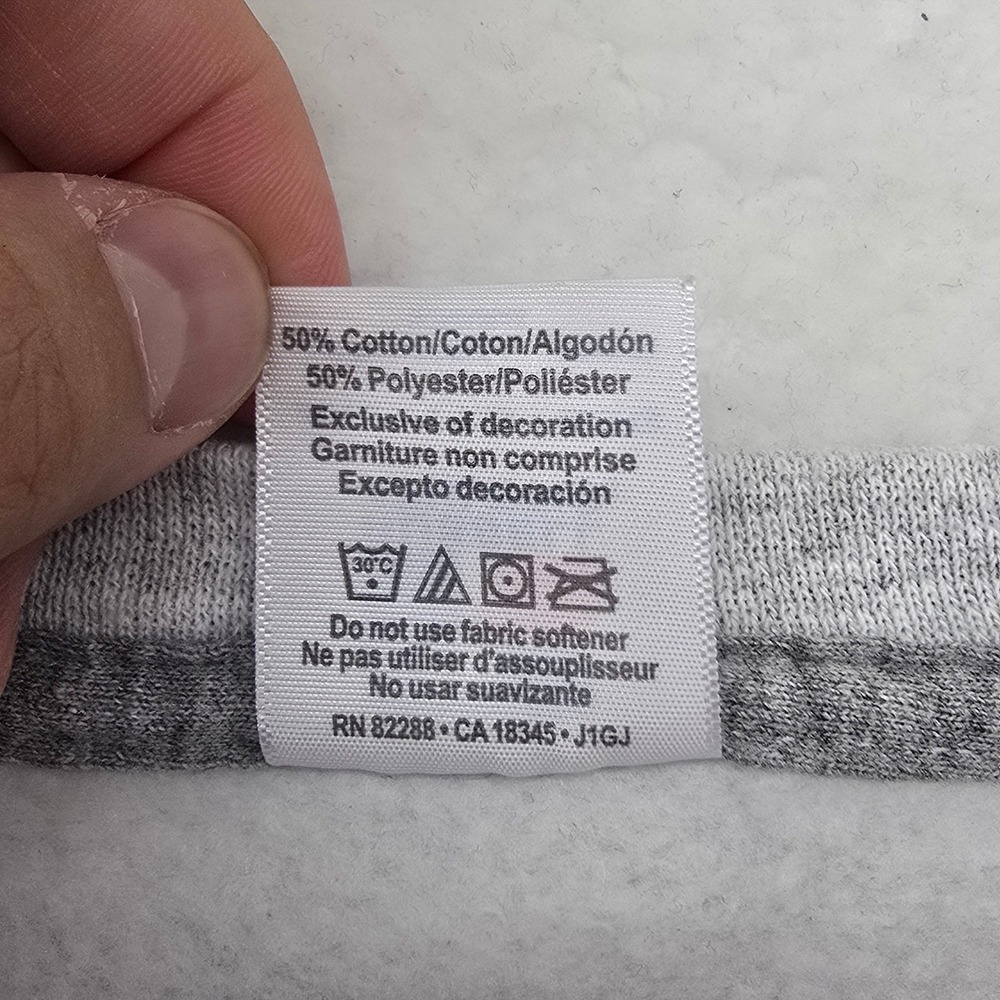 50% Cotton/Coton/Algodón
50% Polyester/Poliéster
Exclusive of decoration
Garniture non comprise
Excepto decoración
30°C
Do not use fabric softener
Ne pas utiliser d'assouplisseur
No usar suavizante
RN 82288 • CA 18345 • J1GJ